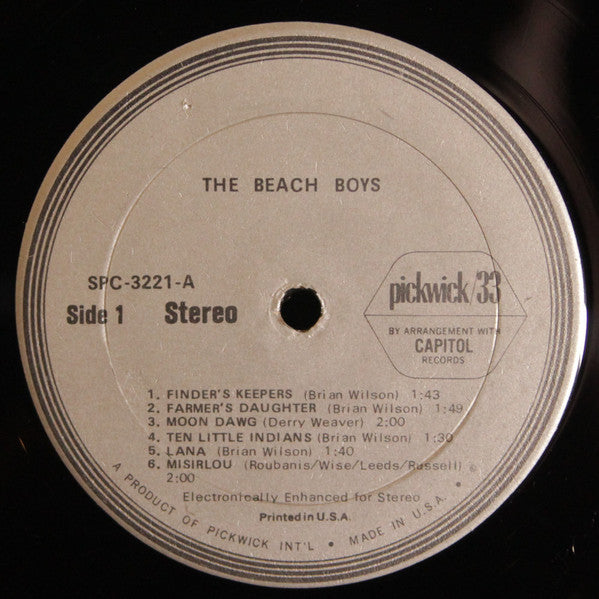 THE BEACH BOYS
SPC-3221-A
Side 1 Stereo
pickwick/33
BY ARRANGEMENT WITH
CAPITOL
RECORDS
1. FINDER'S KEEPERS (Brian Wilson) 1:43
2. FARMER'S DAUGHTER (Brian Wilson) 1:49
3. MOON DAWG (Derry Weaver) 2:00
4. TEN LITTLE INDIANS (Brian Wilson) 1:30
5. LANA (Brian Wilson) 1:40
6. MISIRLOU (Roubanis/Wise/Leeds/Russell)
2:00
Electronically Enhanced for Stereo
Printed in U.S.A.
A PRODUCT OF PICKWICK INT'L • MADE IN U.S.A. • ©